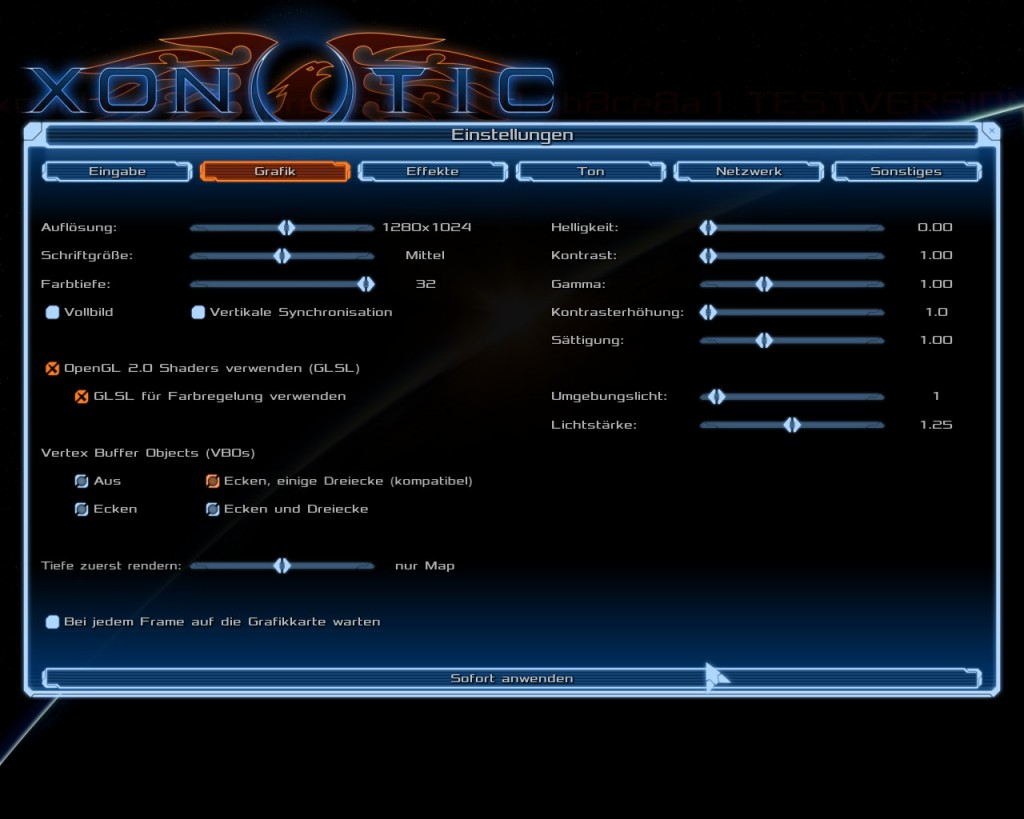 XONOTIC
TESTVERSION
Einstellungen
Eingabe Grafik Effekte Ton Netzwerk Sonstiges
Auflösung: 1280x1024 Helligkeit: 0.00
Schriftgröße: Mittel Kontrast: 1.00
Farbtiefe: 32 Gamma: 1.00
Vollbild Vertikale Synchronisation Kontrasterhöhung: 1.0
Sättigung: 1.00
OpenGL 2.0 Shaders verwenden (GLSL)
GLSL für Farbregelung verwenden Umgebungslicht: 1
Lichtstärke: 1.25
Vertex Buffer Objects (VBOs)
Aus Ecken, einige Dreiecke (kompatibel)
Ecken Ecken und Dreiecke
Tiefe zuerst rendern: nur Map
Bei jedem Frame auf die Grafikkarte warten
Sofort anwenden